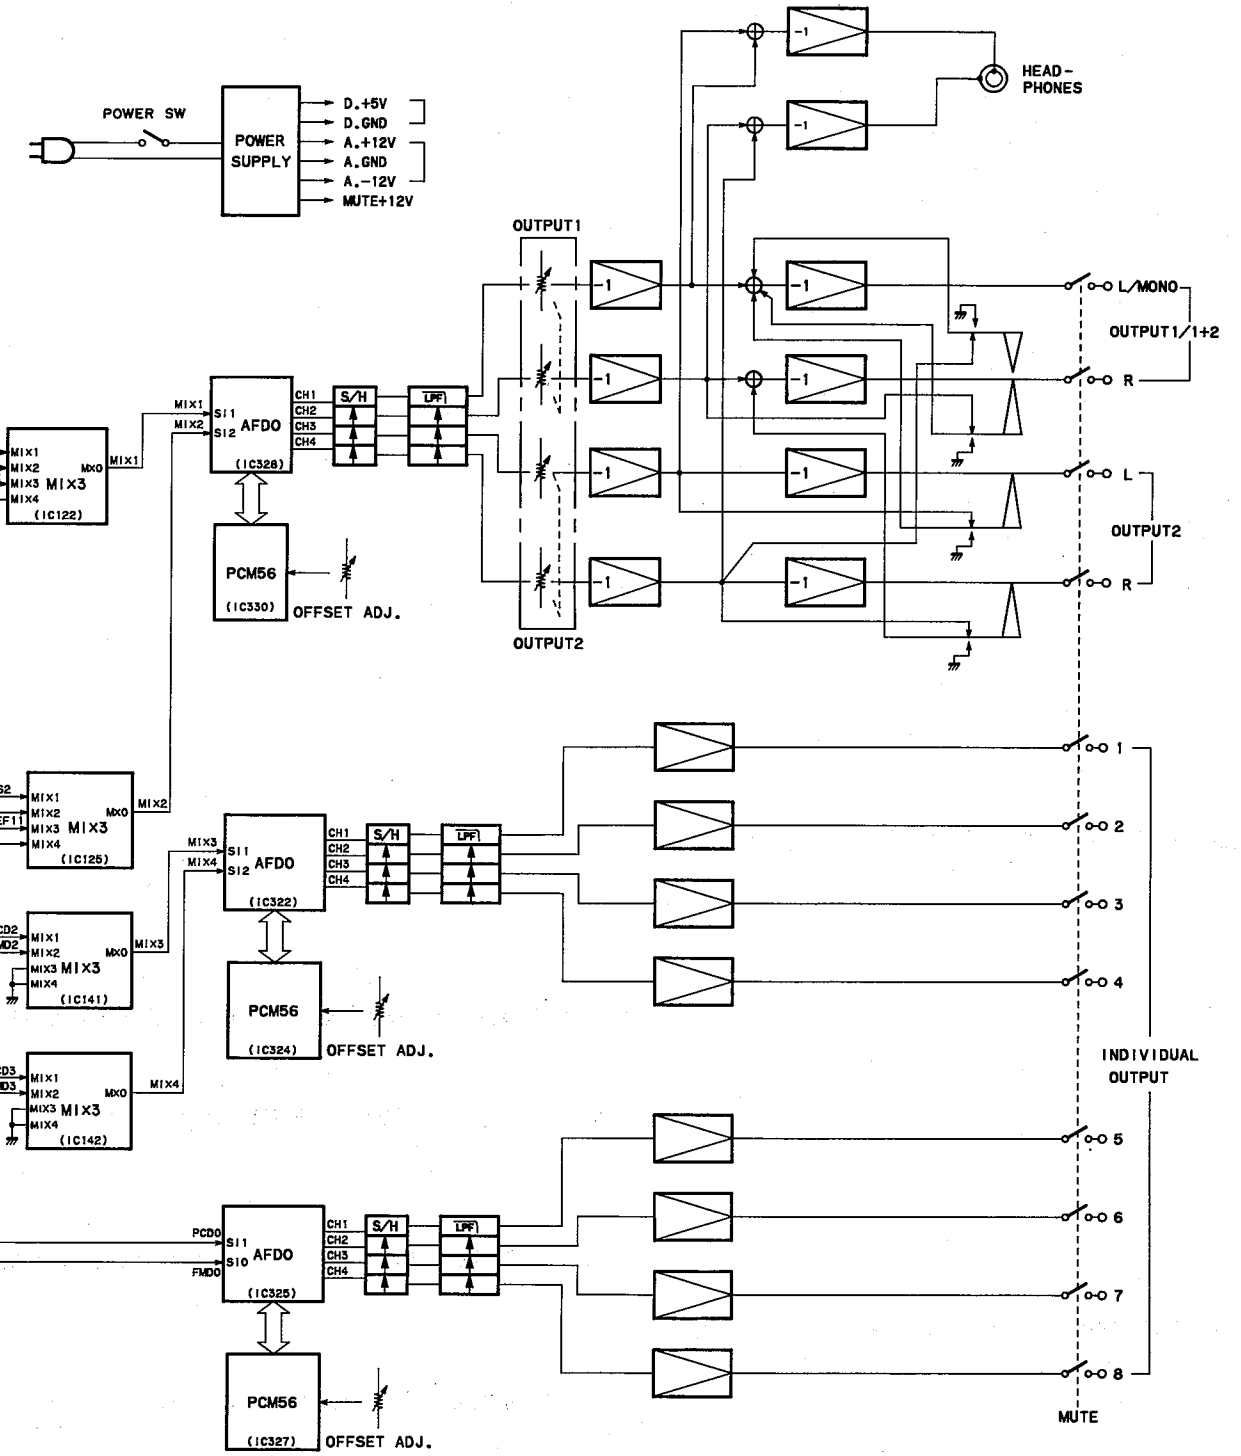 -1
HEAD-
PHONES
-1
POWER SW
POWER
SUPPLY
D.+5V
D.GND
A.+12V
A.GND
A.-12V
MUTE+12V
OUTPUT1
-1
-1
L/MONO
OUTPUT1/1+2
-1
-1
R
-1
-1
L
OUTPUT2
-1
-1
R
OUTPUT2
MIX1
MIX2
SI1
SI2
AFDO
(IC328)
CH1
CH2
CH3
CH4
S/H
LPF
MIX1
MIX2
MIX3
MIX4
MIX3
MXO
(IC122)
MIX1
PCM56
(IC330)
OFFSET ADJ.
MIX1
MIX2
MIX3
MIX4
MIX3
MXO
(IC125)
MIX2
MIX3
MIX4
SI1
SI2
AFDO
(IC322)
CH1
CH2
CH3
CH4
S/H
LPF
1
2
3
4
MIX1
MIX2
MIX3
MIX4
MIX3
MXO
(IC141)
MIX3
PCM56
(IC324)
OFFSET ADJ.
INDIVIDUAL
OUTPUT
MIX1
MIX2
MIX3
MIX4
MIX3
MXO
(IC142)
MIX4
PCDO
FMDO
SI1
SIO
AFDO
(IC325)
CH1
CH2
CH3
CH4
S/H
LPF
5
6
7
8
PCM56
(IC327)
OFFSET ADJ.
MUTE